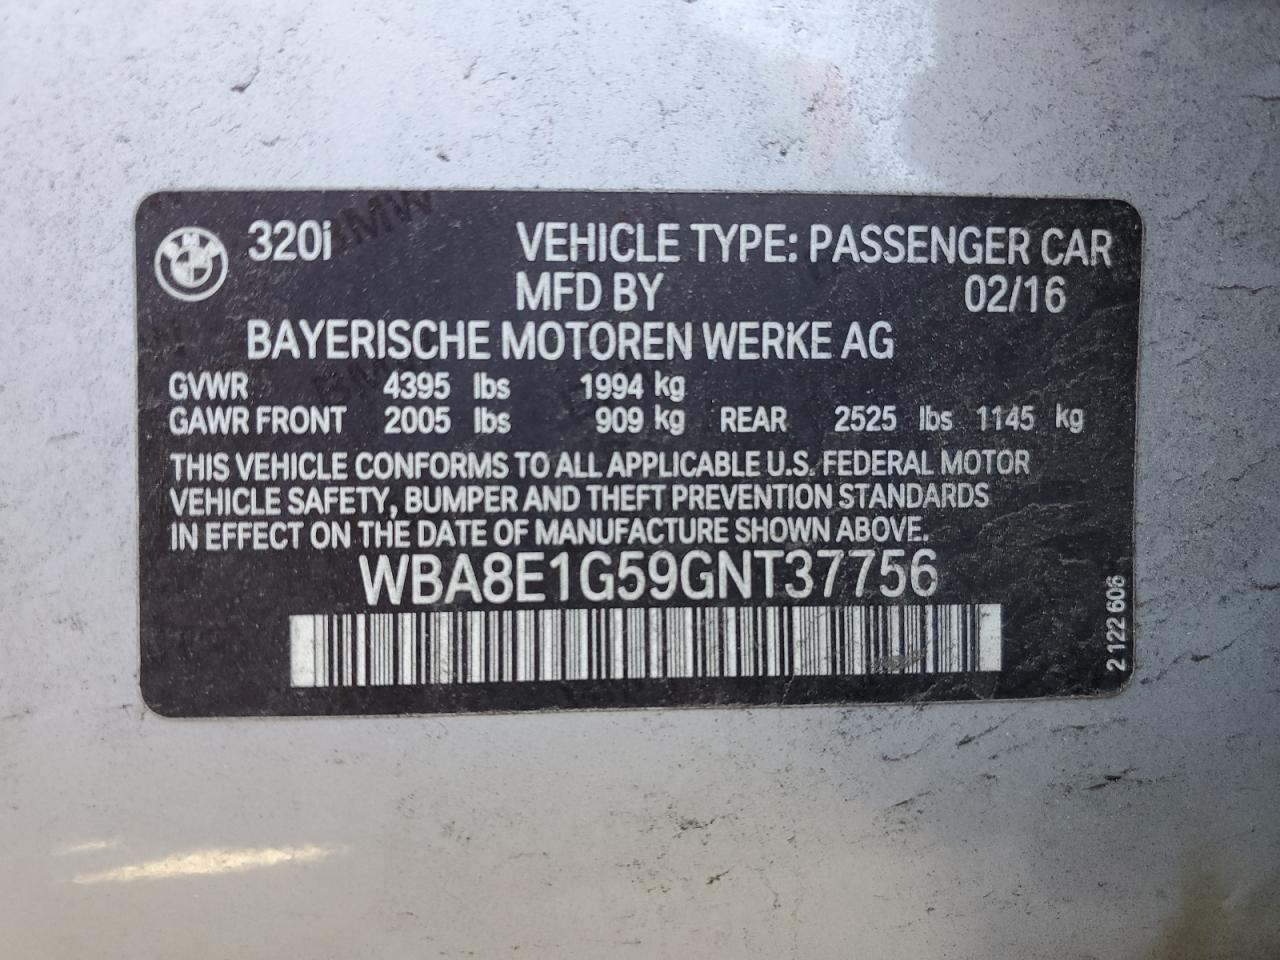 320i VEHICLE TYPE: PASSENGER CAR
MFD BY 02/16
BAYERISCHE MOTOREN WERKE AG
GVWR 4395 lbs 1994 kg
GAWR FRONT 2005 lbs 909 kg REAR 2525 lbs 1145 kg
THIS VEHICLE CONFORMS TO ALL APPLICABLE U.S. FEDERAL MOTOR
VEHICLE SAFETY, BUMPER AND THEFT PREVENTION STANDARDS
IN EFFECT ON THE DATE OF MANUFACTURE SHOWN ABOVE.
WBA8E1G59GNT37756
2 122 606